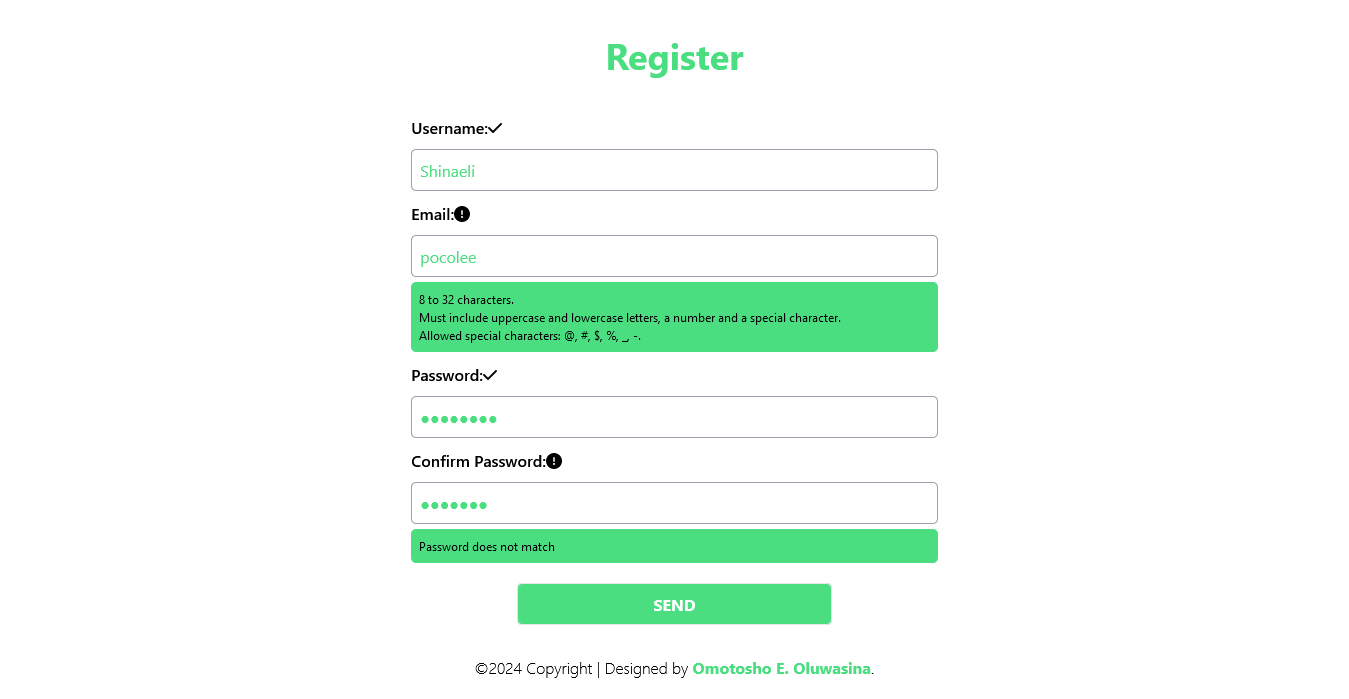 Register
Username:
Shinaeli
Email:
pocolee
8 to 32 characters.
Must include uppercase and lowercase letters, a number and a special character.
Allowed special characters: @, #, $, %, _, -.
Password:
••••••••
Confirm Password:
•••••••
Password does not match
SEND
©2024 Copyright | Designed by Omotosho E. Oluwasina.